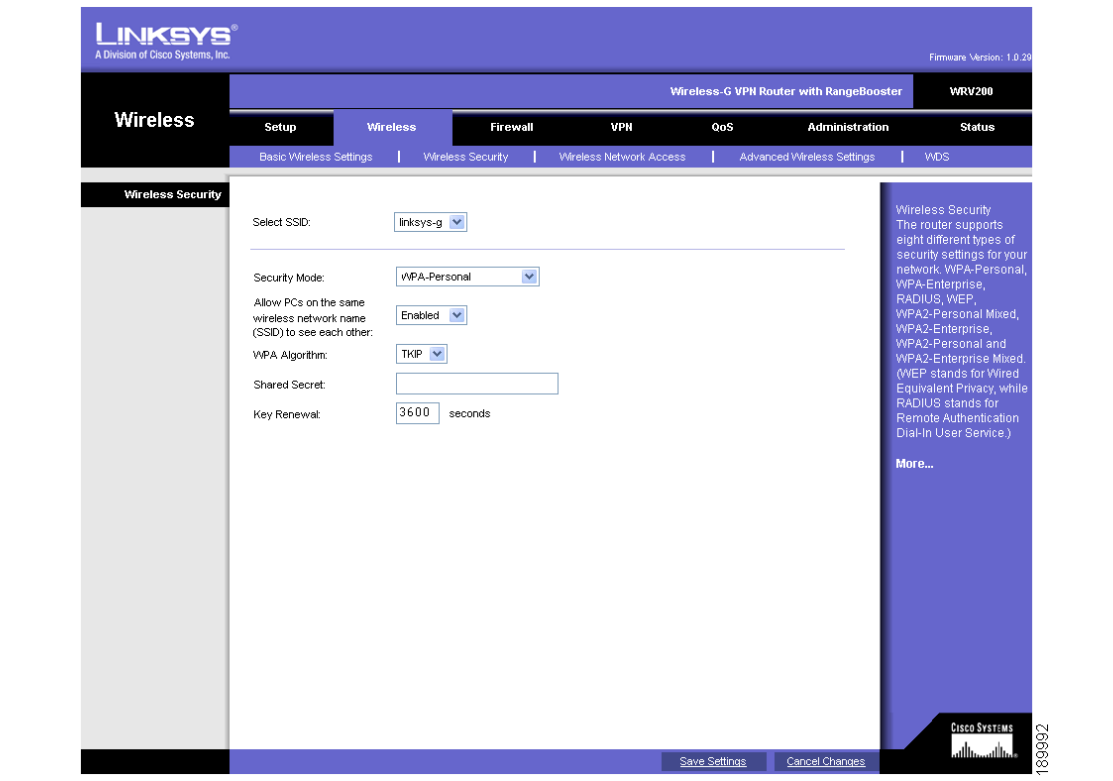 LINKSYS®
A Division of Cisco Systems, Inc.
Firmware Version: 1.0.29
Wireless-G VPN Router with RangeBooster WRV200
Wireless
Setup Wireless Firewall VPN QoS Administration Status
Basic Wireless Settings | Wireless Security | Wireless Network Access | Advanced Wireless Settings | WDS
Wireless Security
Select SSID: linksys-g
Security Mode: WPA-Personal
Allow PCs on the same
wireless network name
(SSID) to see each other:
Enabled
WPA Algorithm: TKIP
Shared Secret:
Key Renewal: 3600 seconds
Wireless Security
The router supports
eight different types of
security settings for your
network. WPA-Personal,
WPA-Enterprise,
RADIUS, WEP,
WPA2-Personal Mixed,
WPA2-Enterprise,
WPA2-Personal and
WPA2-Enterprise Mixed.
(WEP stands for Wired
Equivalent Privacy, while
RADIUS stands for
Remote Authentication
Dial-In User Service.)
More...
Save Settings Cancel Changes
CISCO SYSTEMS
189992